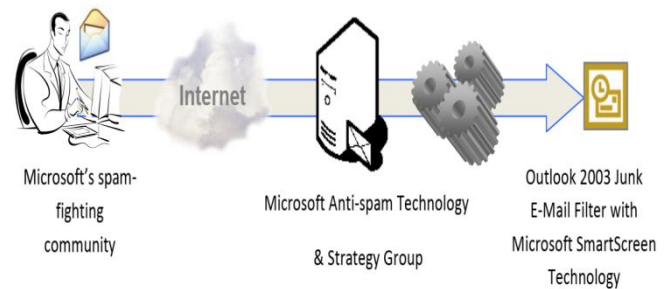 Internet
Microsoft's spam-
fighting
community
Microsoft Anti-spam Technology
& Strategy Group
Outlook 2003 Junk
E-Mail Filter with
Microsoft SmartScreen
Technology